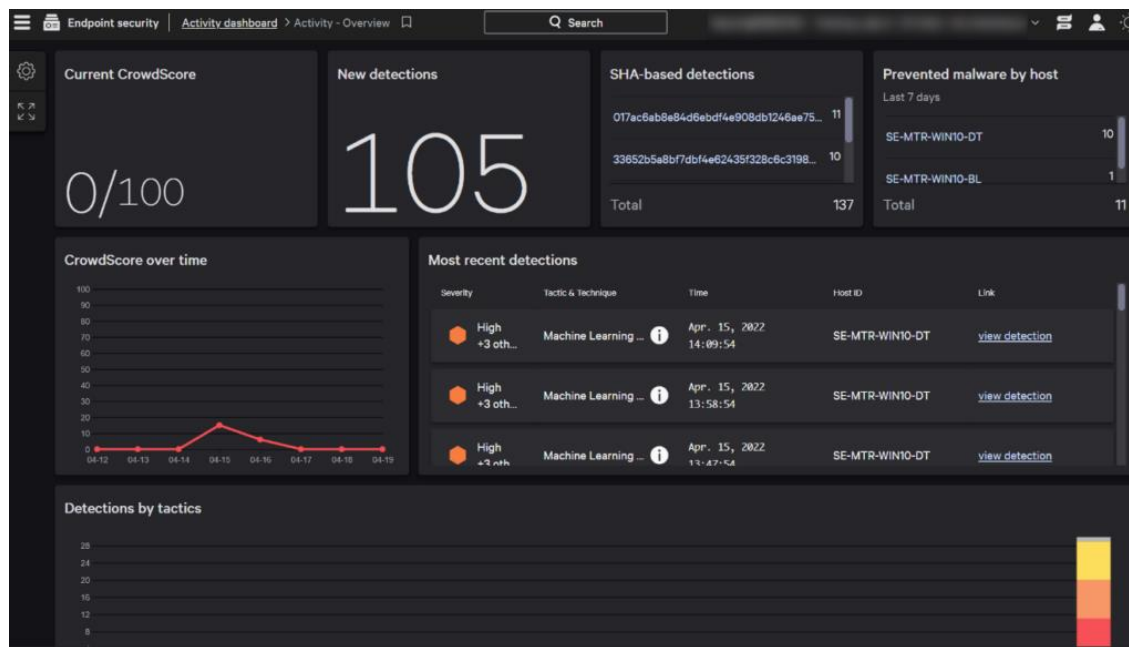 Endpoint security
Activity dashboard > Activity - Overview
Search
Current CrowdScore
0/100
New detections
105
SHA-based detections
017ac6ab8e84d6ebdf4e908db1246ae75... 11
33652b5a8bf7dbf4e62435f328c6c3198... 10
Total 137
Prevented malware by host
Last 7 days
SE-MTR-WIN10-DT 10
SE-MTR-WIN10-BL 1
Total 11
CrowdScore over time
100
90
80
70
60
50
40
30
20
10
0
04-12 04-13 04-14 04-15 04-16 04-17 04-18 04-19
Most recent detections
Severity Tactic & Technique Time Host ID Link
High
+3 oth...
Machine Learning ...
Apr. 15, 2022
14:09:54
SE-MTR-WIN10-DT
view detection
High
+3 oth...
Machine Learning ...
Apr. 15, 2022
13:58:54
SE-MTR-WIN10-DT
view detection
High
+3 oth
Machine Learning ...
Apr. 15, 2022
13:47:54
SE-MTR-WIN10-DT
view detection
Detections by tactics
28
24
20
16
12
8